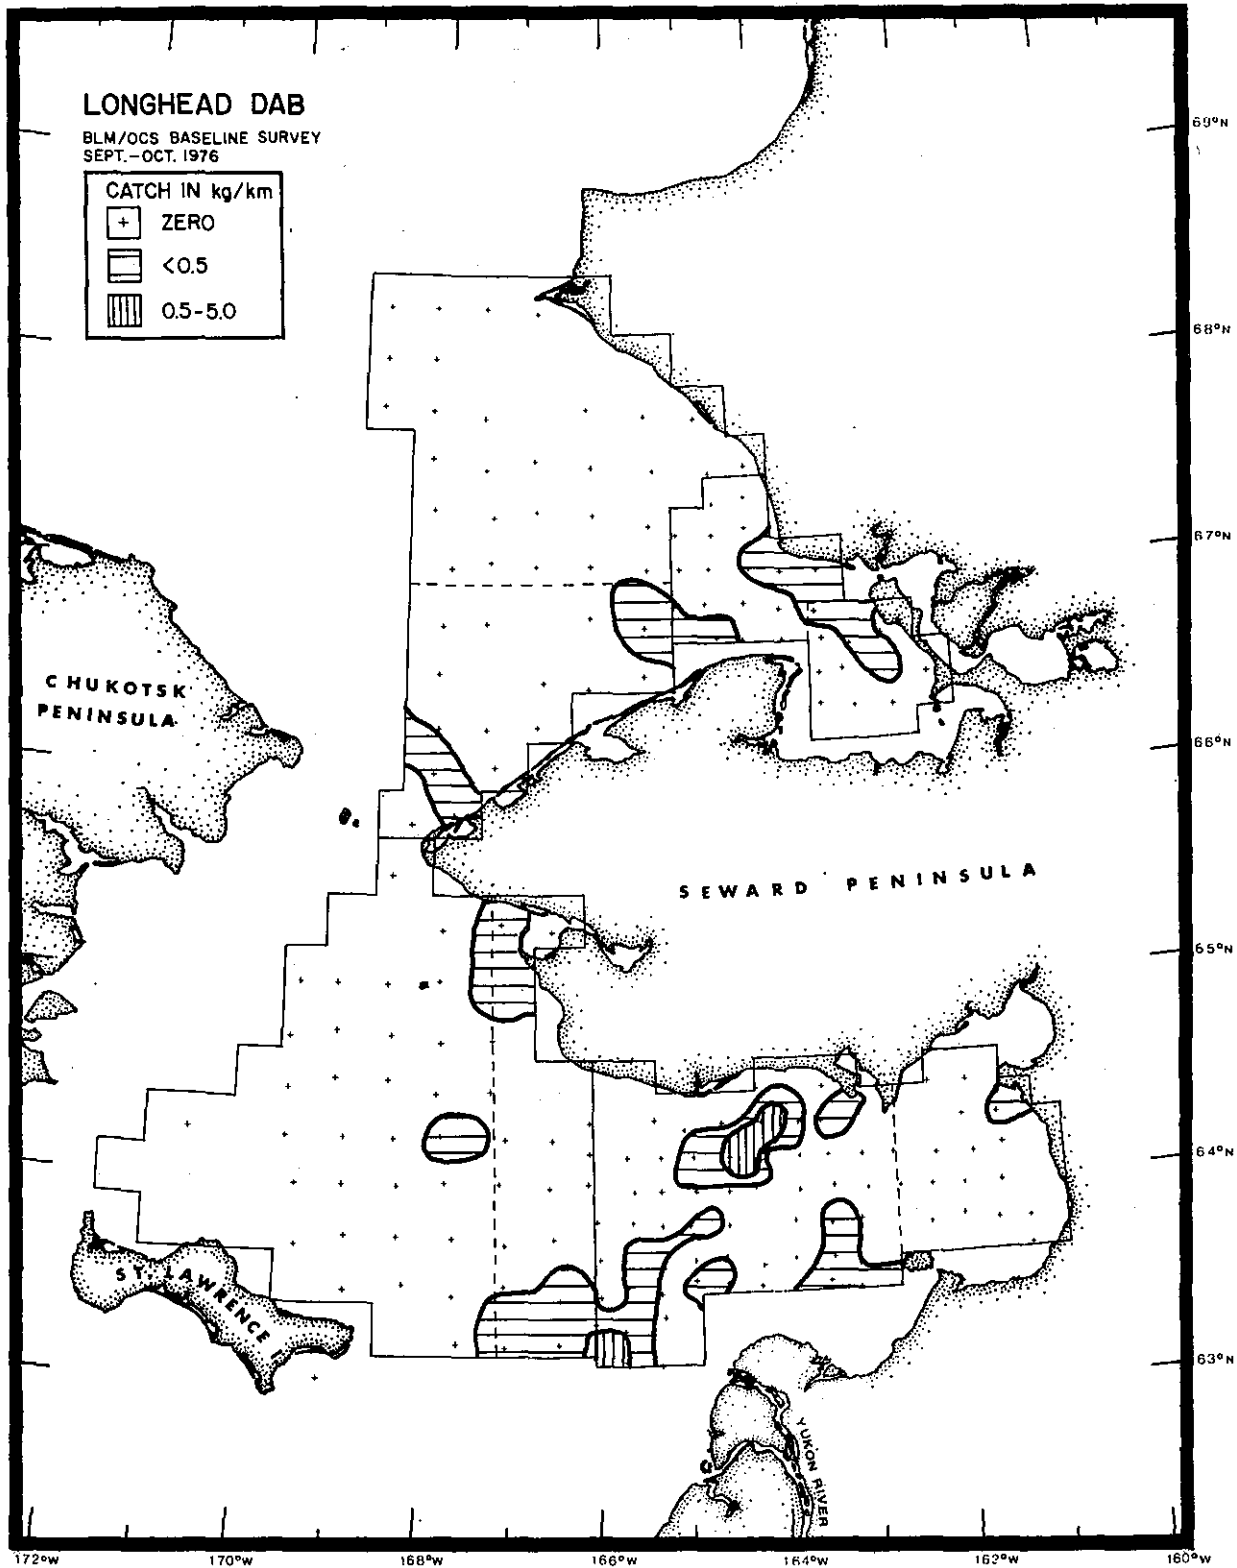 LONGHEAD DAB
BLM/OCS BASELINE SURVEY
SEPT.-OCT. 1976
CATCH IN kg/km
+ ZERO
<0.5
0.5-5.0
69°N
68°N
67°N
CHUKOTSK
PENINSULA
66°N
SEWARD PENINSULA
65°N
64°N
ST. LAWRENCE I
63°N
YUKON RIVER
172°W 170°W 168°W 166°W 164°W 162°W 160°W